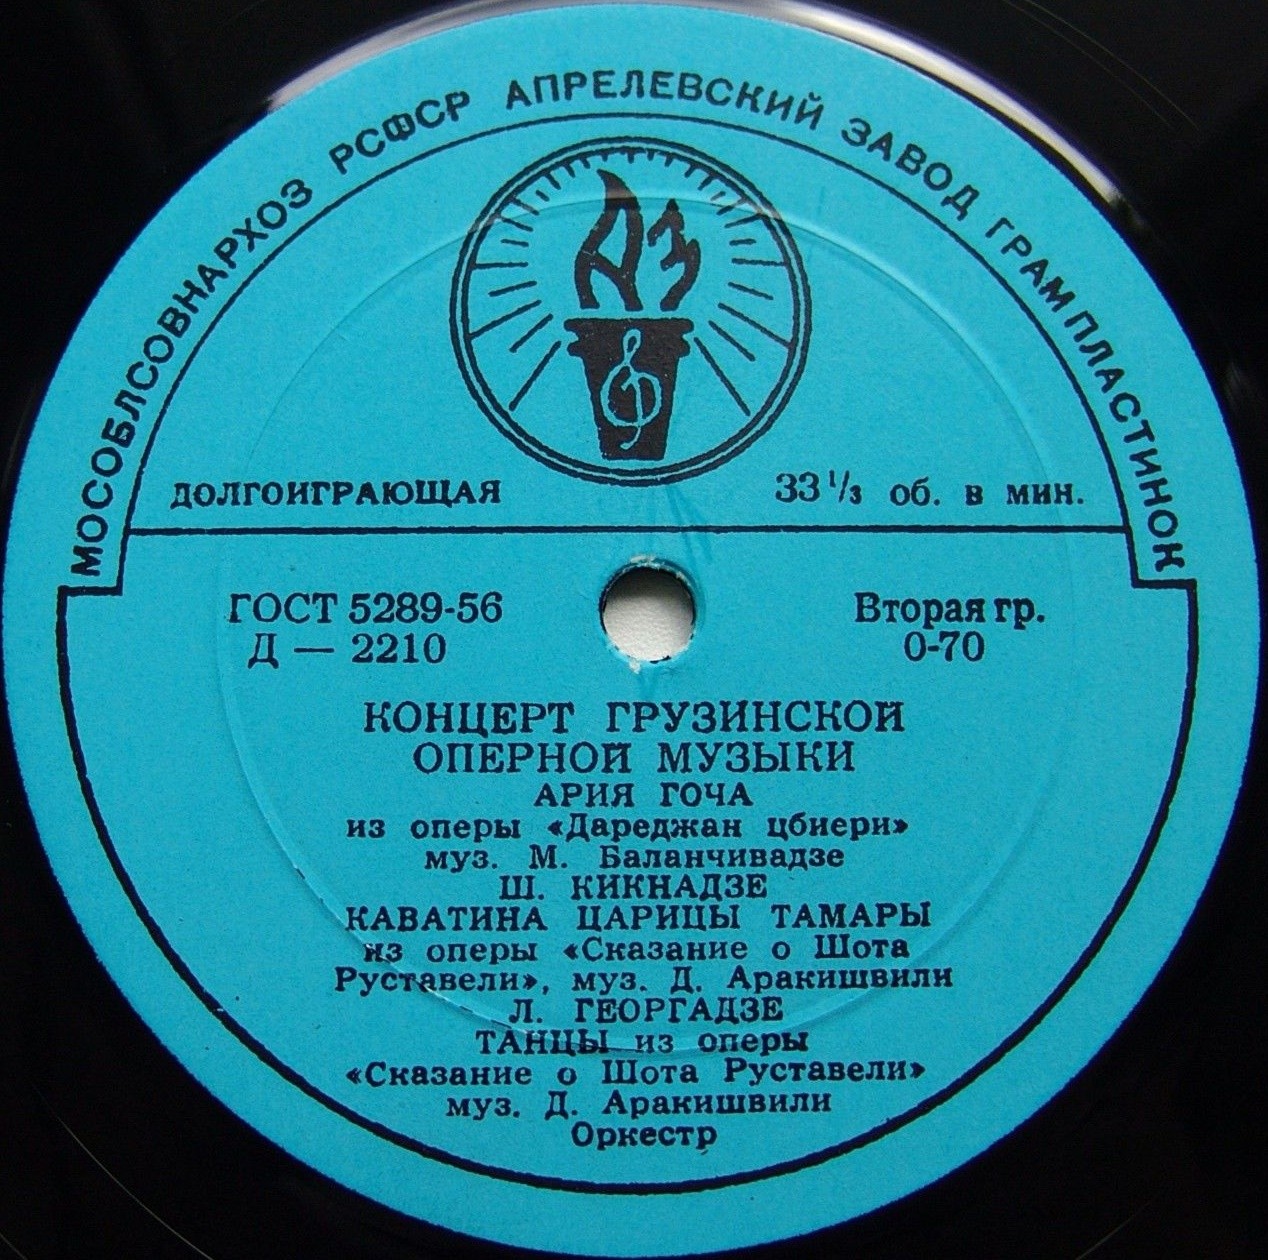 МОСОБЛСОВНАРХОЗ РСФСР АПРЕЛЕВСКИЙ ЗАВОД ГРАМПЛАСТИНОК
АЗ
ДОЛГОИГРАЮЩАЯ 33 1/3 об. в мин.
ГОСТ 5289-56 Вторая гр.
Д — 2210 0-70
КОНЦЕРТ ГРУЗИНСКОЙ
ОПЕРНОЙ МУЗЫКИ
АРИЯ ГОЧА
из оперы «Дареджан цбиери»
муз. М. Баланчивадзе
Ш. КИКНАДЗЕ
КАВАТИНА ЦАРИЦЫ ТАМАРЫ
из оперы «Сказание о Шота
Руставели», муз. Д. Аракишвили
Л. ГЕОРГАДЗЕ
ТАНЦЫ из оперы
«Сказание о Шота Руставели»
муз. Д. Аракишвили
Оркестр